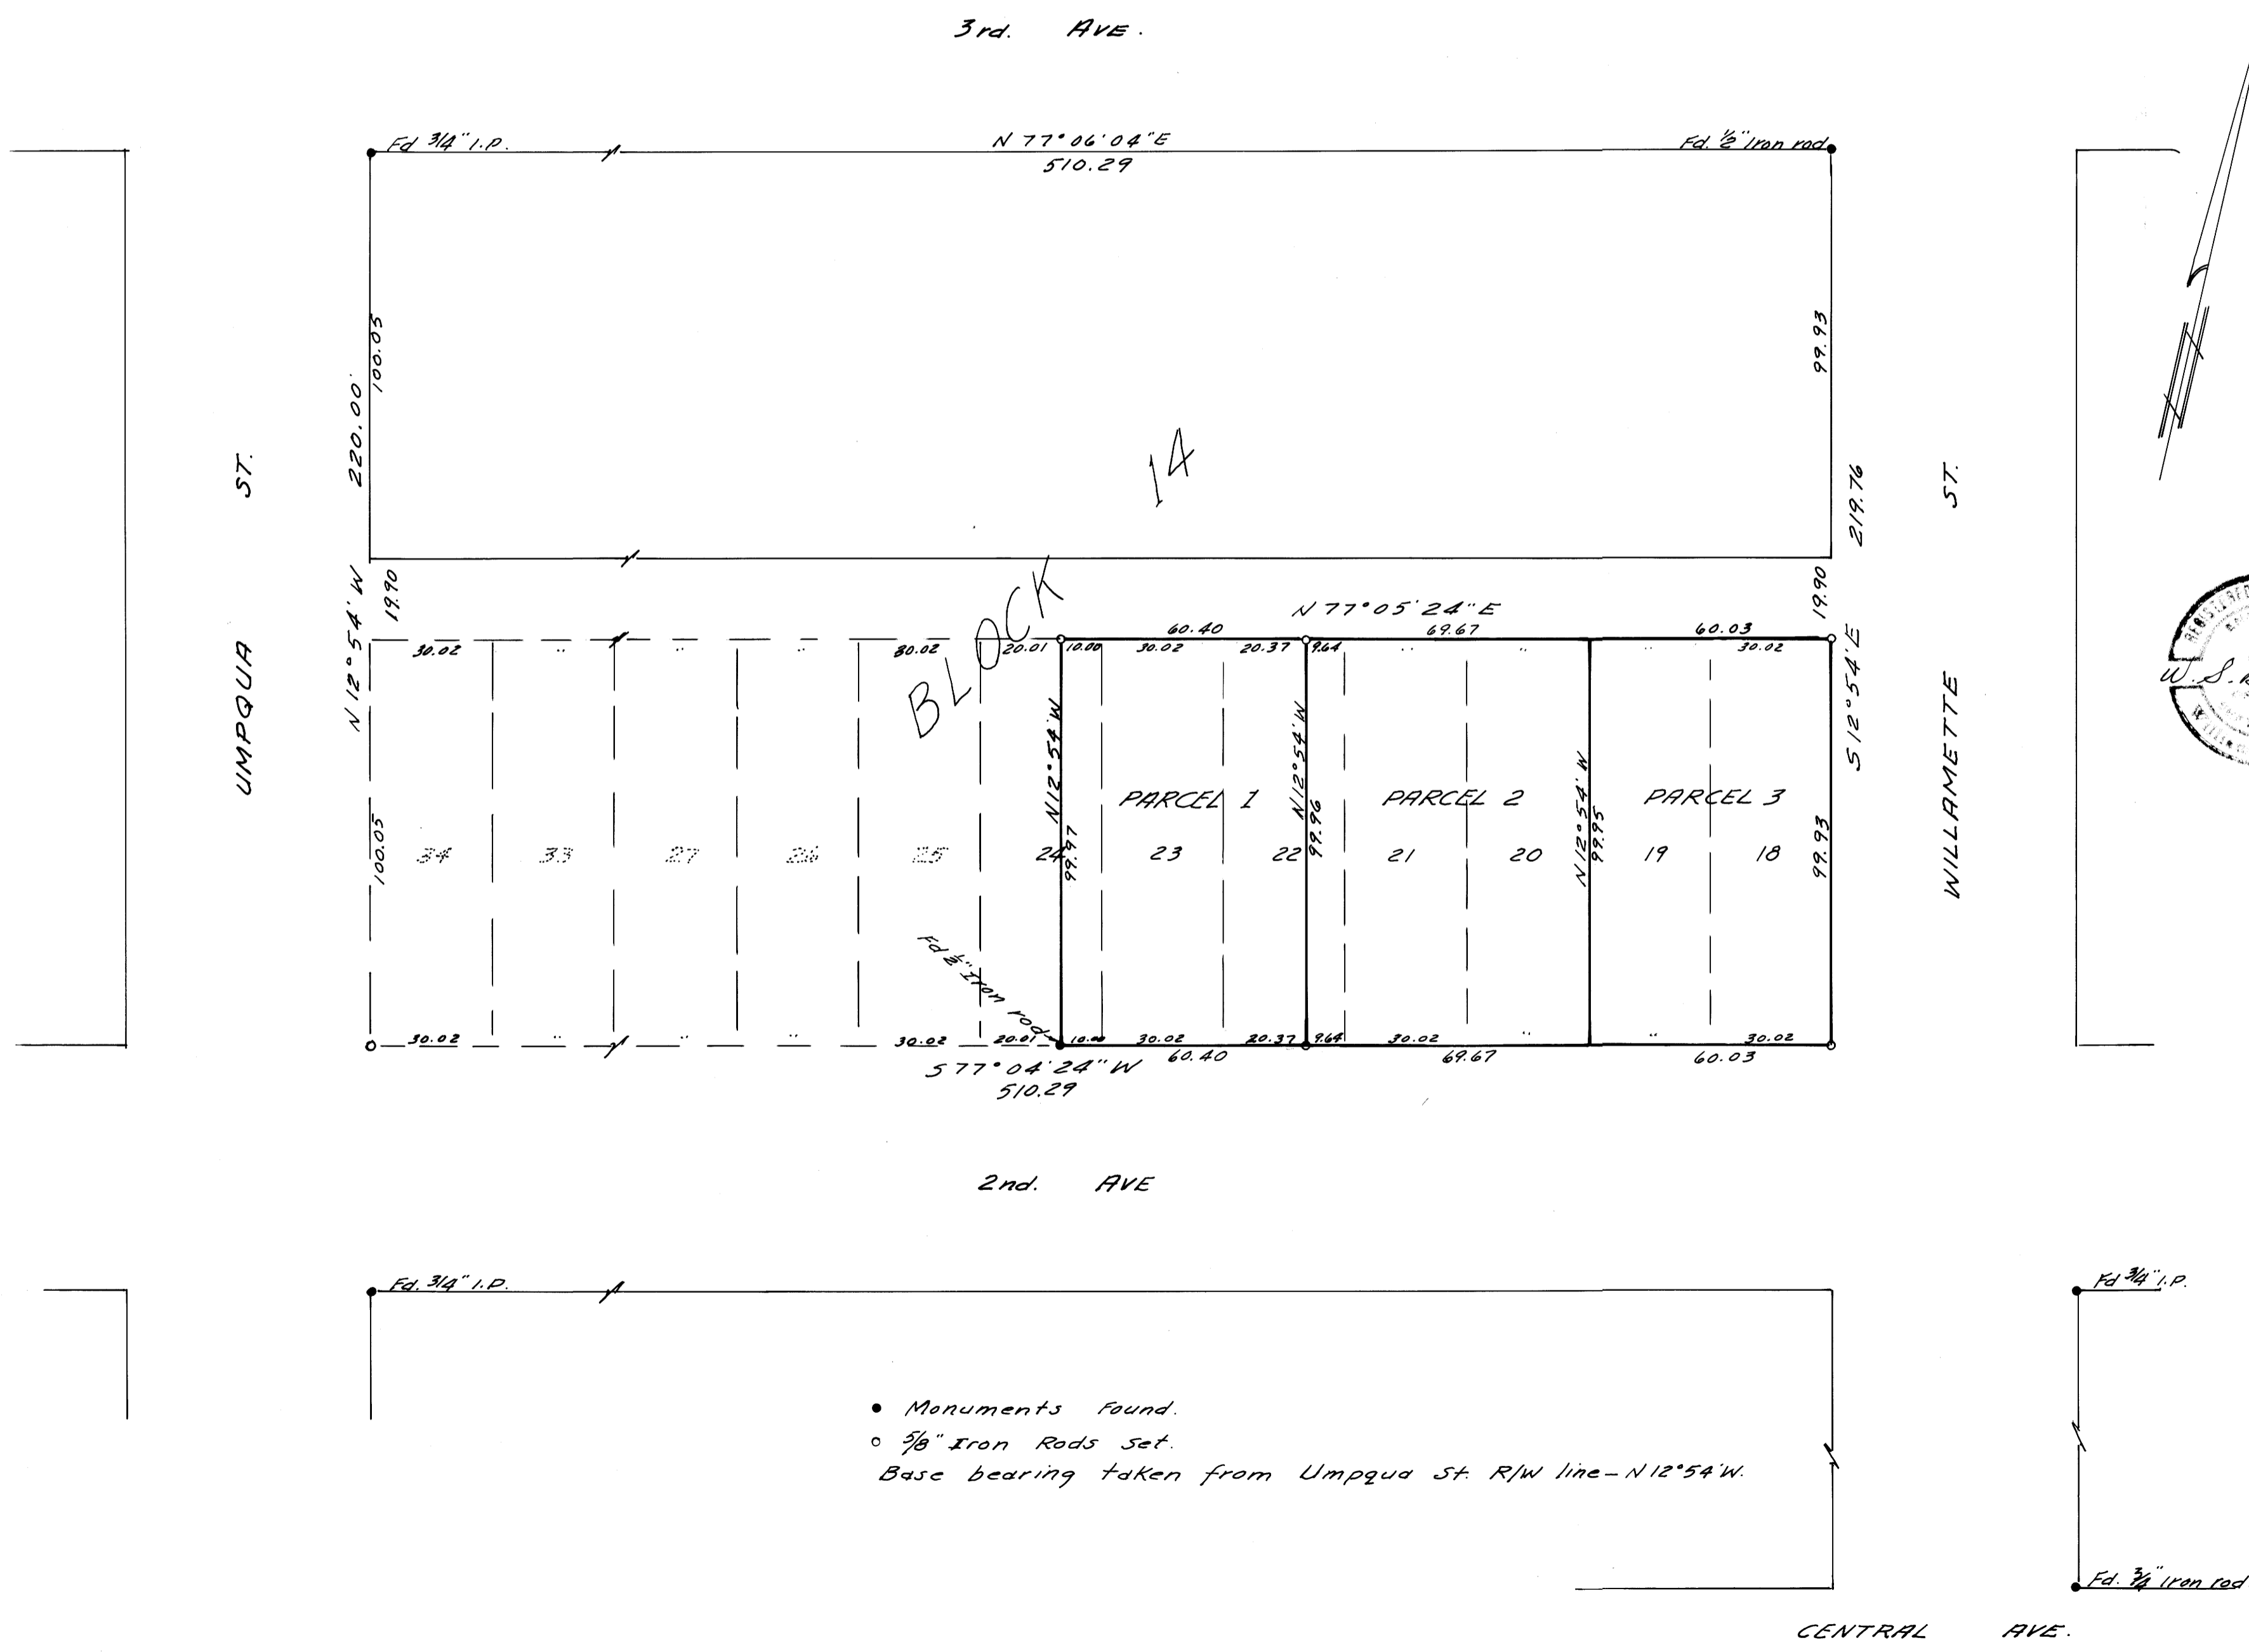 3rd. AVE.
Fd 3/4" I.P.
N 77° 06' 04" E
510.29
Fd. 1/2" Iron rod
100.05
220.00'
N 12° 54' W
19.90
100.05
UMPQUA ST.
99.93
219.76
19.90
S 12° 54' E
99.93
WILLAMETTE ST.
BLOCK 14
N 77° 05' 24" E
60.40 69.67 60.03
30.02 " " " 30.02 20.01 10.00 30.02 20.37 9.64 " " " 30.02
N 12° 54' W
99.97
N 12° 54' W
99.96
N 12° 54' W
99.95
PARCEL 1 PARCEL 2 PARCEL 3
34 33 27 26 25 24 23 22 21 20 19 18
Fd 1/2" Iron rod
30.02 " " " 30.02 20.01 10.00 30.02 20.37 9.64 30.02 " " 30.02
60.40 69.67 60.03
S 77° 04' 24" W
510.29
2nd. AVE
Fd. 3/4" I.P.
Fd 3/4" I.P.
● Monuments Found.
○ 5/8" Iron Rods Set.
Base bearing taken from Umpqua St. R/W line - N 12° 54' W.
Fd. 3/4" Iron rod
CENTRAL AVE.
W. S.